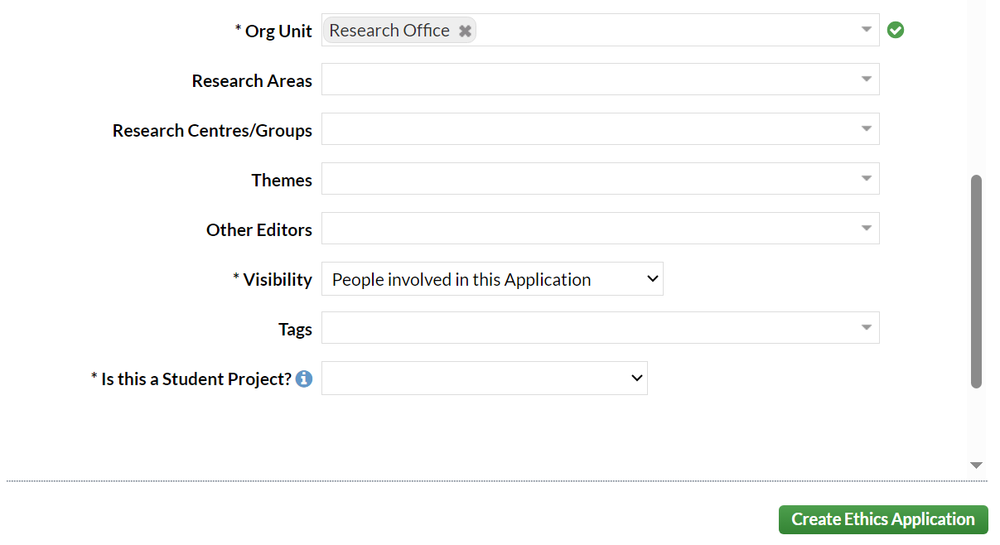 * Org Unit Research Office
Research Areas
Research Centres/Groups
Themes
Other Editors
* Visibility People involved in this Application
Tags
* Is this a Student Project?
Create Ethics Application